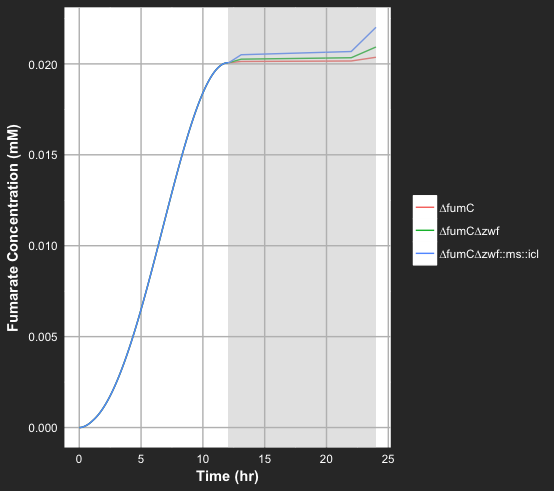 Fumarate Concentration (mM)
0.020
0.015
0.010
0.005
0.000
0 5 10 15 20 25
Time (hr)
ΔfumC
ΔfumCΔzwf
ΔfumCΔzwf::ms::icl